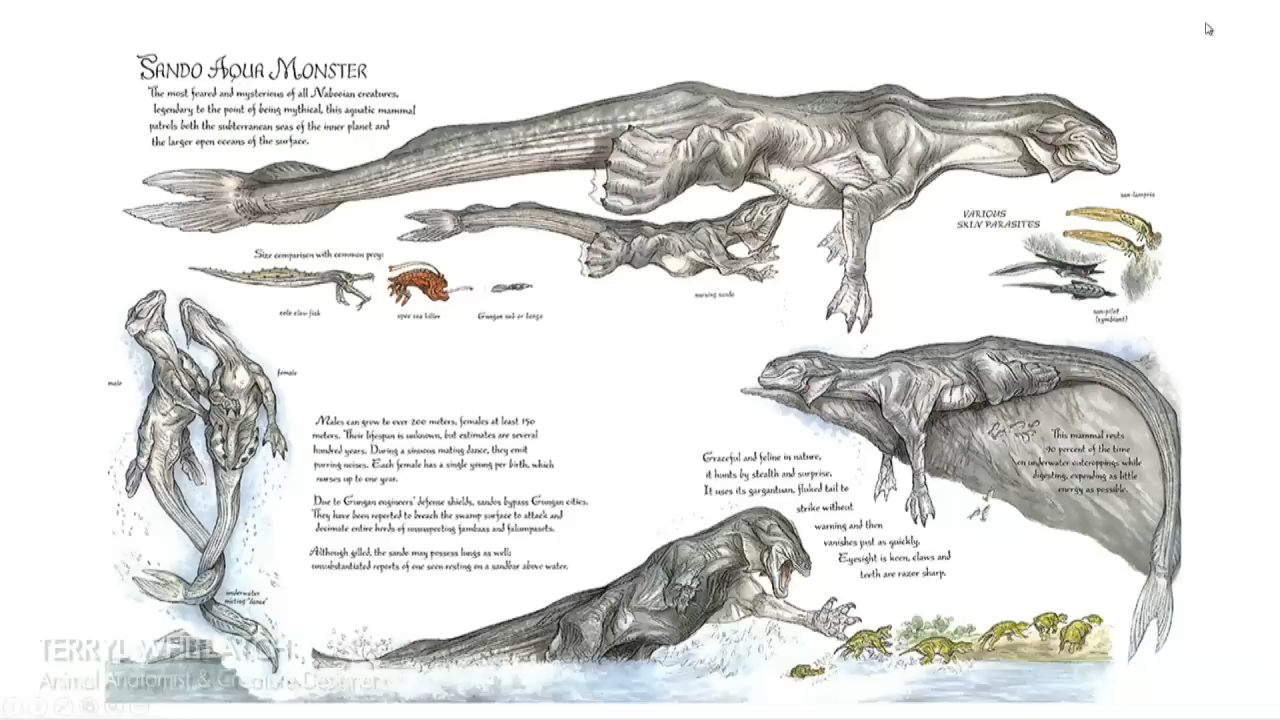 SANDO AQUA MONSTER
The most feared and mysterious of all Nabooian creatures,
legendary to the point of being mythical, this aquatic mammal
patrols both the subterranean seas of the inner planet and
the larger open oceans of the surface.
Size comparison with common prey:
colo claw fish
opee sea killer
Gungan sub or bongo
nursing sando
VARIOUS
SKIN PARASITES
san-lampreis
san-pilot
(symbiont)
male
female
underwater
mating "dance"
Males can grow to over 200 meters, females at least 150
meters. Their lifespan is unknown, but estimates are several
hundred years. During a sinuous mating dance, they emit
purring noises. Each female has a single young per birth, which
nurses up to one year.
Due to Gungan engineers' defense shields, sandos bypass Gungan cities.
They have been reported to breach the swamp surface to attack and
decimate entire herds of unsuspecting fambaas and falumpasets.
Although gilled, the sando may possess lungs as well;
unsubstantiated reports of one seen resting on a sandbar above water.
Graceful and feline in nature,
it hunts by stealth and surprise.
It uses its gargantuan, fluked tail to
strike without
warning and then
vanishes just as quickly.
Eyesight is keen, claws and
teeth are razor sharp.
This mammal rests
90 percent of the time
on underwater outcroppings while
digesting, expending as little
energy as possible.
TERRYL WHITLATCH
Animal Anatomist & Creature Designer